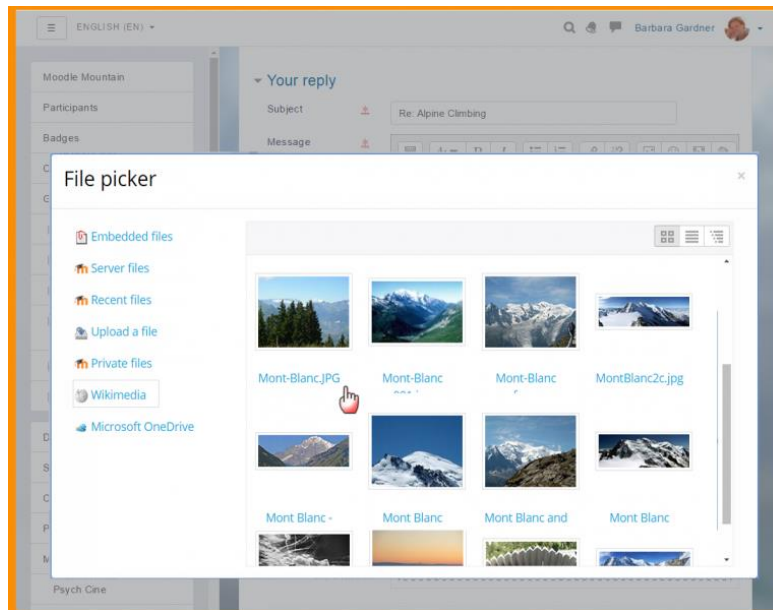 ENGLISH (EN)
Barbara Gardner
Moodle Mountain
Participants
Badges
Your reply
Subject
Re: Alpine Climbing
Message
File picker
Embedded files
Server files
Recent files
Upload a file
Private files
Wikimedia
Microsoft OneDrive
Mont-Blanc.JPG
Mont-Blanc
Mont-Blanc
MontBlanc2c.jpg
Mont Blanc -
Mont Blanc
Mont Blanc and
Mont Blanc
Psych Cine